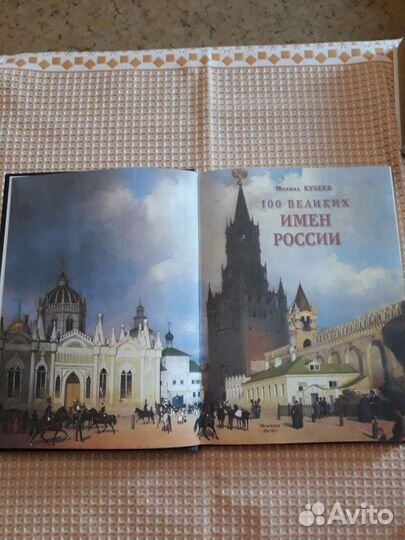 Михаил КУБЕЕВ
100 ВЕЛИКИХ
ИМЕН
РОССИИ
Москва
«Вече»
Avito